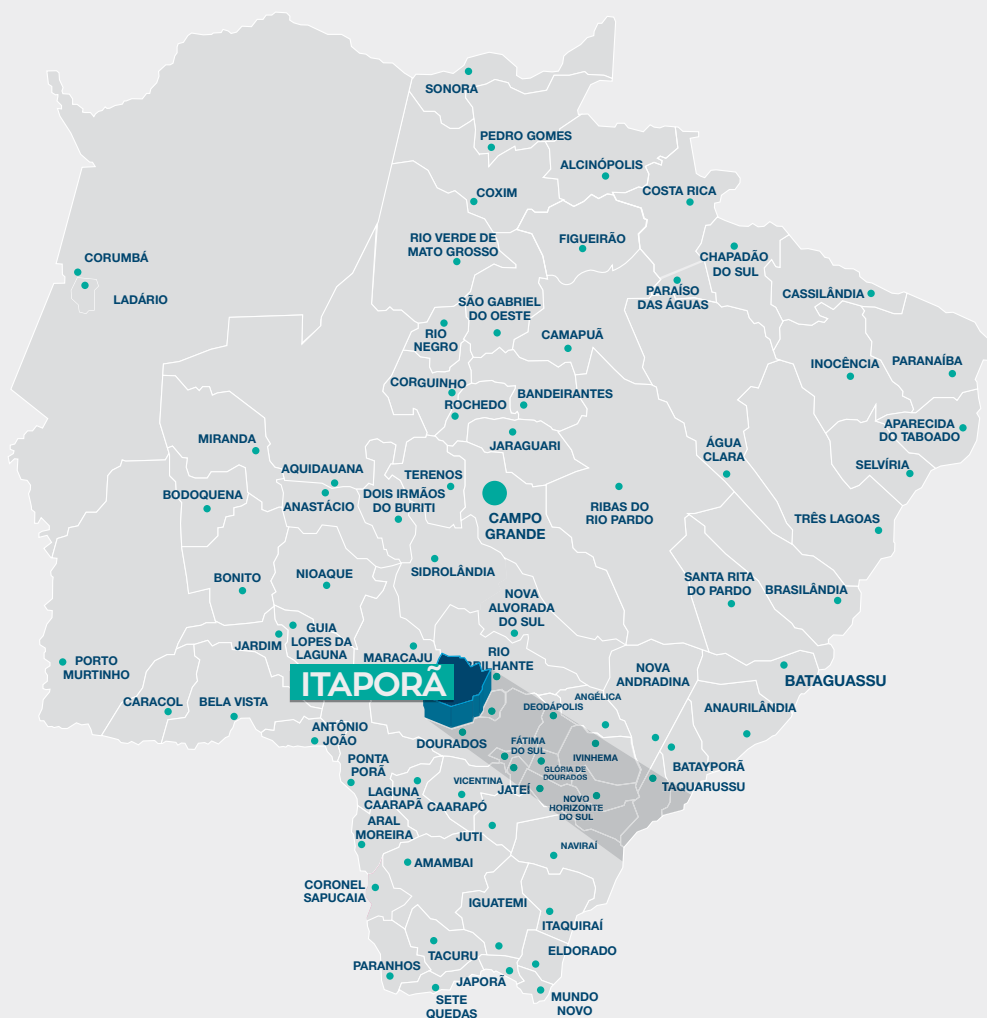 SONORA
PEDRO GOMES
ALCINÓPOLIS
COSTA RICA
COXIM
RIO VERDE DE
MATO GROSSO
FIGUEIRÃO
CHAPADÃO
DO SUL
CORUMBÁ
LADÁRIO
PARAÍSO
DAS ÁGUAS
CASSILÂNDIA
SÃO GABRIEL
DO OESTE
RIO
NEGRO
CAMAPUÃ
INOCÊNCIA
PARANAÍBA
CORGUINHO
ROCHEDO
BANDEIRANTES
APARECIDA
DO TABOADO
MIRANDA
JARAGUARI
ÁGUA
CLARA
SELVÍRIA
AQUIDAUANA
TERENOS
BODOQUENA
ANASTÁCIO
DOIS IRMÃOS
DO BURITI
RIBAS DO
RIO PARDO
CAMPO
GRANDE
TRÊS LAGOAS
BONITO
NIOAQUE
SIDROLÂNDIA
SANTA RITA
DO PARDO
BRASILÂNDIA
NOVA
ALVORADA
DO SUL
JARDIM
GUIA
LOPES DA
LAGUNA
MARACAJU
RIO
BRILHANTE
PORTO
MURTINHO
ITAPORÃ
NOVA
ANDRADINA
BATAGUASSU
CARACOL
BELA VISTA
ANGÉLICA
DEODÁPOLIS
ANAURILÂNDIA
ANTÔNIO
JOÃO
DOURADOS
FÁTIMA
DO SUL
IVINHEMA
BATAYPORÃ
PONTA
PORÃ
GLÓRIA DE
DOURADOS
VICENTINA
JATEÍ
TAQUARUSSU
LAGUNA
CAARAPÃ
CAARAPÓ
NOVO
HORIZONTE
DO SUL
ARAL
MOREIRA
JUTI
NAVIRAÍ
AMAMBAI
CORONEL
SAPUCAIA
IGUATEMI
ITAQUIRAÍ
TACURU
ELDORADO
PARANHOS
JAPORÃ
SETE
QUEDAS
MUNDO
NOVO